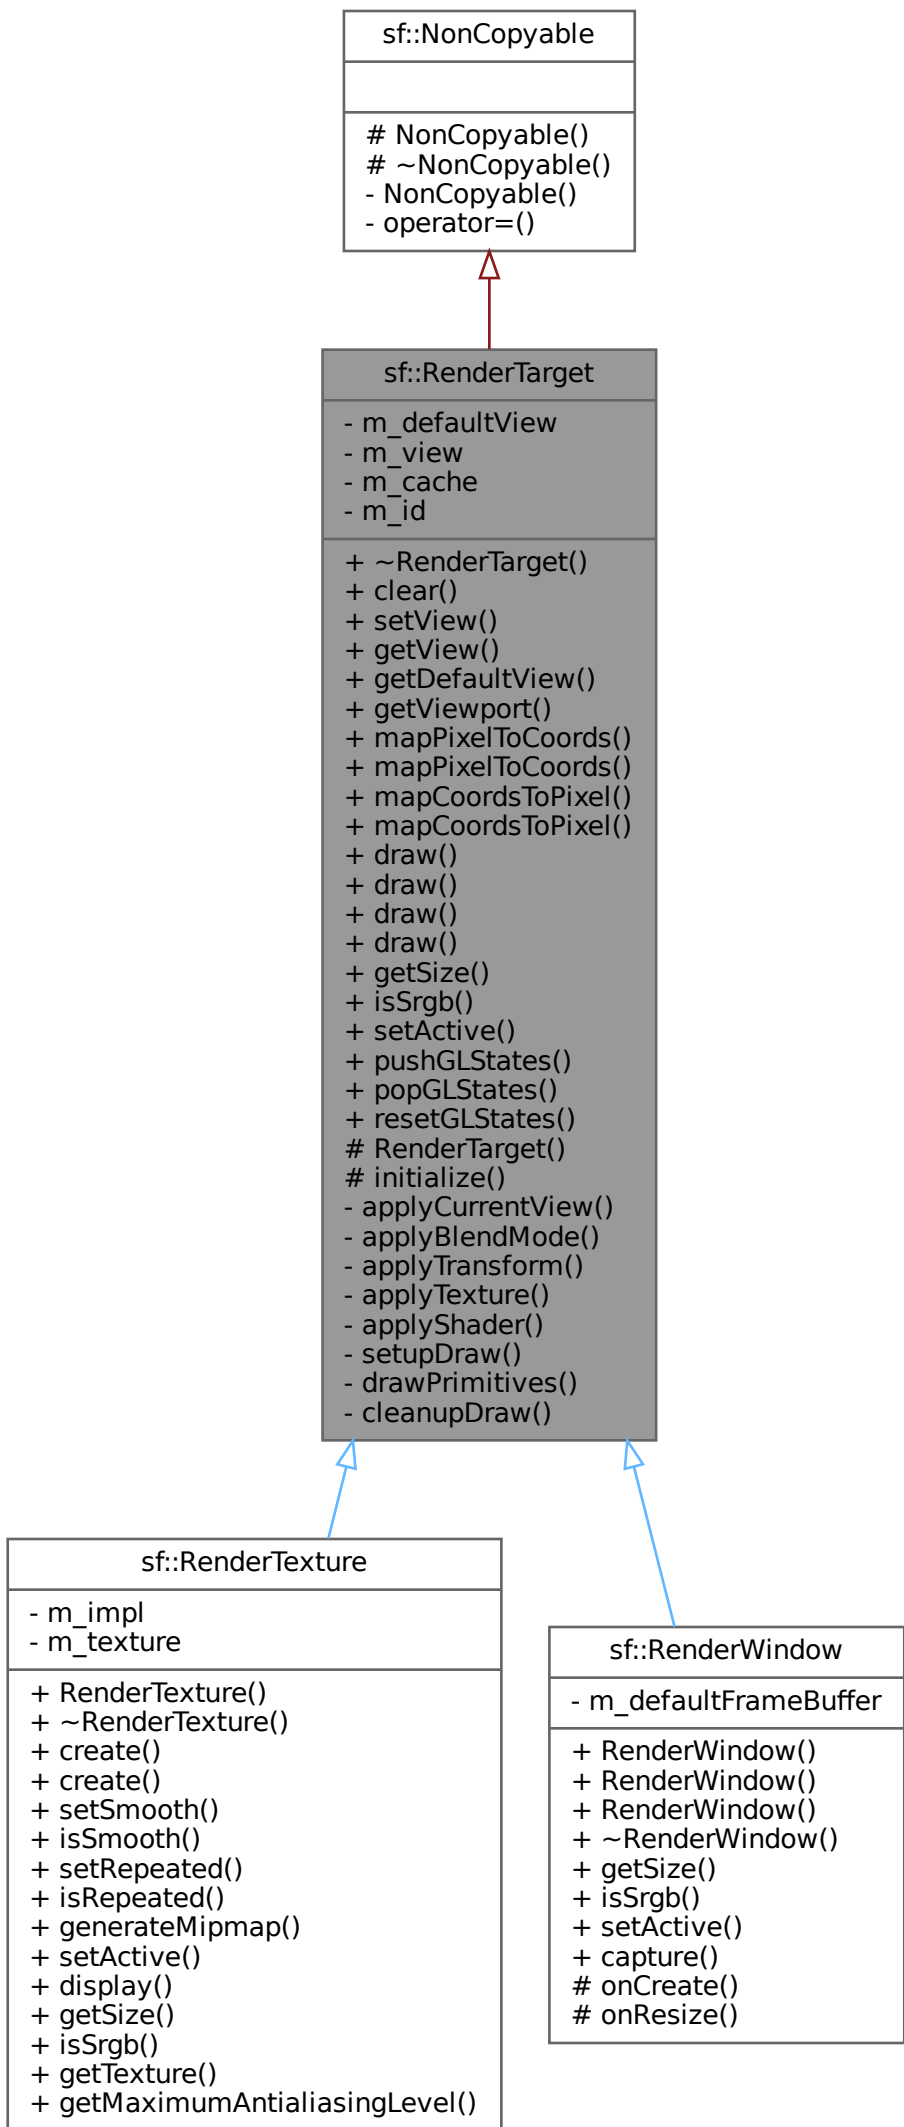 sf::NonCopyable
# NonCopyable()
# ~NonCopyable()
- NonCopyable()
- operator=()
sf::RenderTarget
- m_defaultView
- m_view
- m_cache
- m_id
+ ~RenderTarget()
+ clear()
+ setView()
+ getView()
+ getDefaultView()
+ getViewport()
+ mapPixelToCoords()
+ mapPixelToCoords()
+ mapCoordsToPixel()
+ mapCoordsToPixel()
+ draw()
+ draw()
+ draw()
+ draw()
+ getSize()
+ isSrgb()
+ setActive()
+ pushGLStates()
+ popGLStates()
+ resetGLStates()
# RenderTarget()
# initialize()
- applyCurrentView()
- applyBlendMode()
- applyTransform()
- applyTexture()
- applyShader()
- setupDraw()
- drawPrimitives()
- cleanupDraw()
sf::RenderTexture
- m_impl
- m_texture
+ RenderTexture()
+ ~RenderTexture()
+ create()
+ create()
+ setSmooth()
+ isSmooth()
+ setRepeated()
+ isRepeated()
+ generateMipmap()
+ setActive()
+ display()
+ getSize()
+ isSrgb()
+ getTexture()
+ getMaximumAntialiasingLevel()
sf::RenderWindow
- m_defaultFrameBuffer
+ RenderWindow()
+ RenderWindow()
+ RenderWindow()
+ ~RenderWindow()
+ getSize()
+ isSrgb()
+ setActive()
+ capture()
# onCreate()
# onResize()